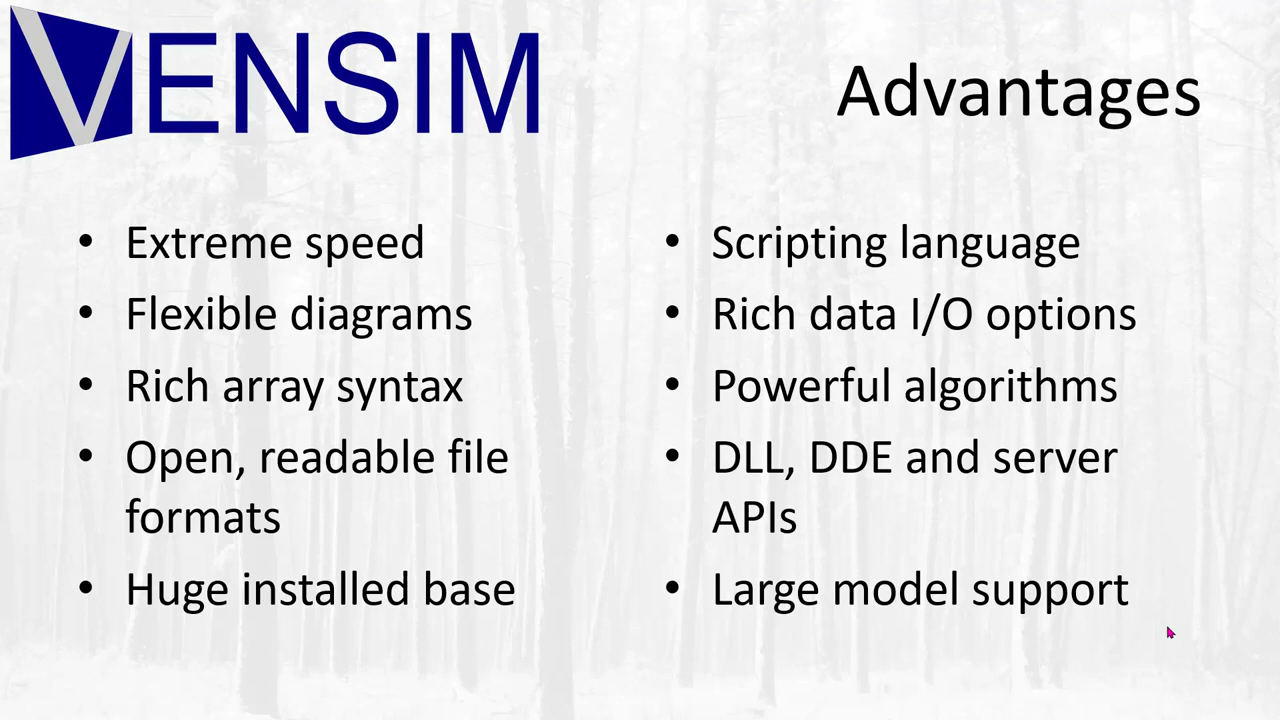 VENSIM
Advantages
• Extreme speed
• Flexible diagrams
• Rich array syntax
• Open, readable file
formats
• Huge installed base
• Scripting language
• Rich data I/O options
• Powerful algorithms
• DLL, DDE and server
APIs
• Large model support